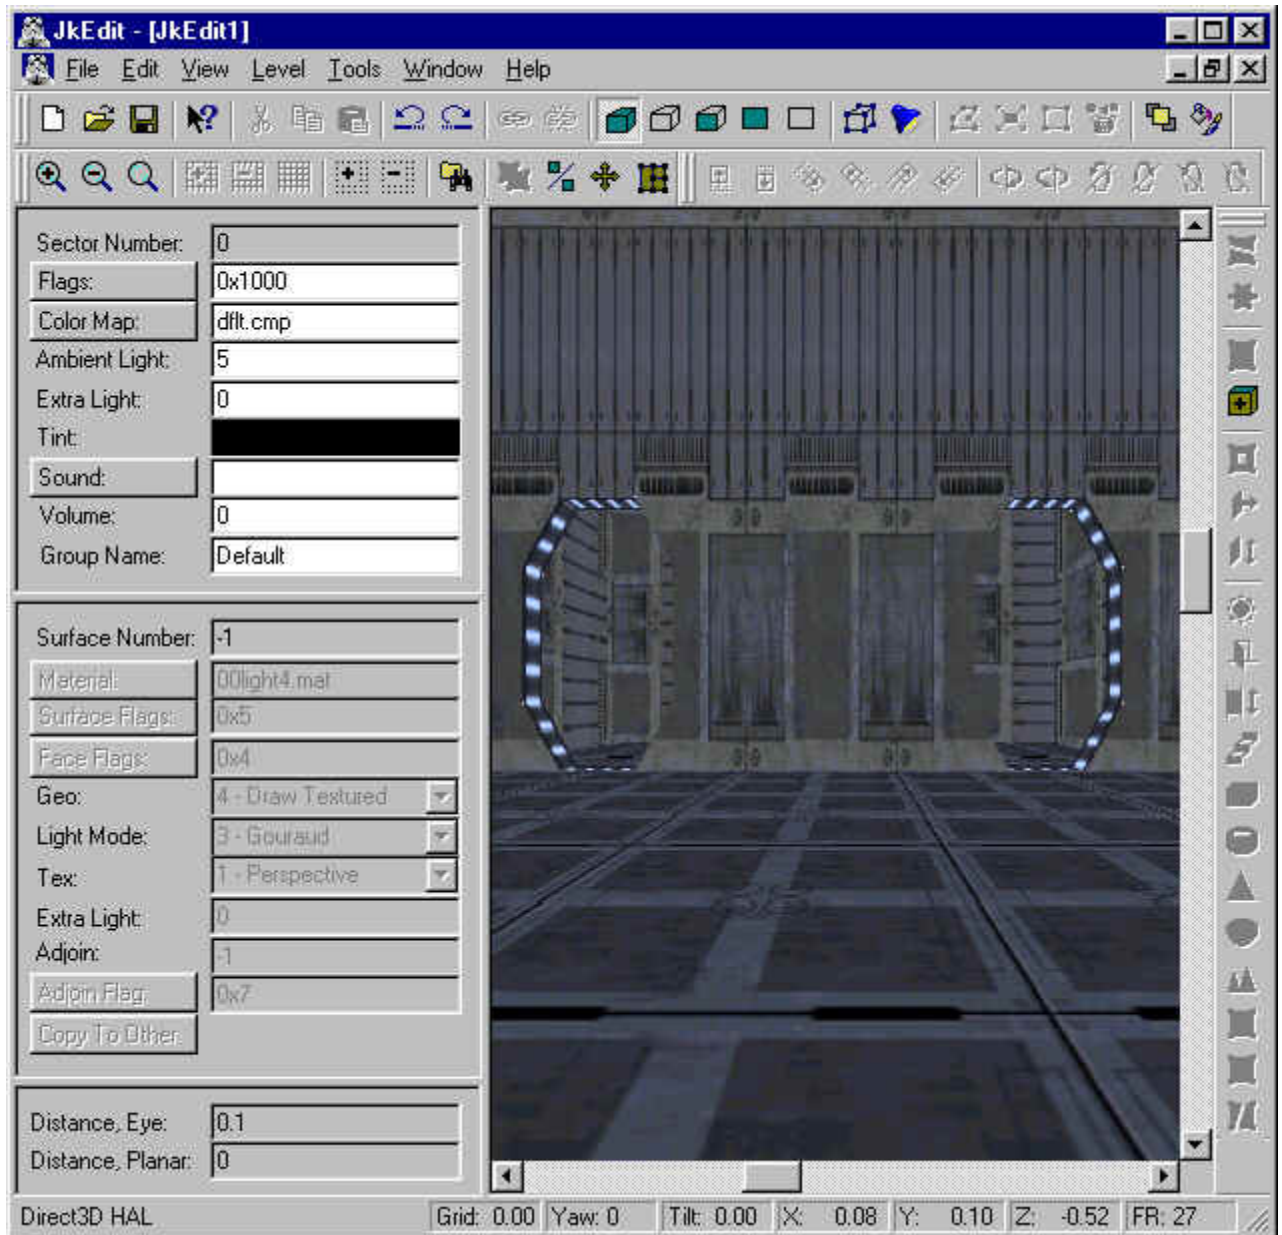 JkEdit - [JkEdit1]
File Edit View Level Tools Window Help
Sector Number: 0
Flags: 0x1000
Color Map: dflt.cmp
Ambient Light: 5
Extra Light: 0
Tint:
Sound:
Volume: 0
Group Name: Default
Surface Number: -1
Material: 00light4.mat
Surface Flags: 0x5
Face Flags: 0x4
Geo: 4 - Draw Textured
Light Mode: 3 - Gouraud
Tex: 1 - Perspective
Extra Light: 0
Adjoin: -1
Adjoin Flag: 0x7
Copy To Other:
Distance, Eye: 0.1
Distance, Planar: 0
Direct3D HAL Grid: 0.00 Yaw: 0 Tilt: 0.00 X: 0.08 Y: 0.10 Z: -0.52 FR: 27